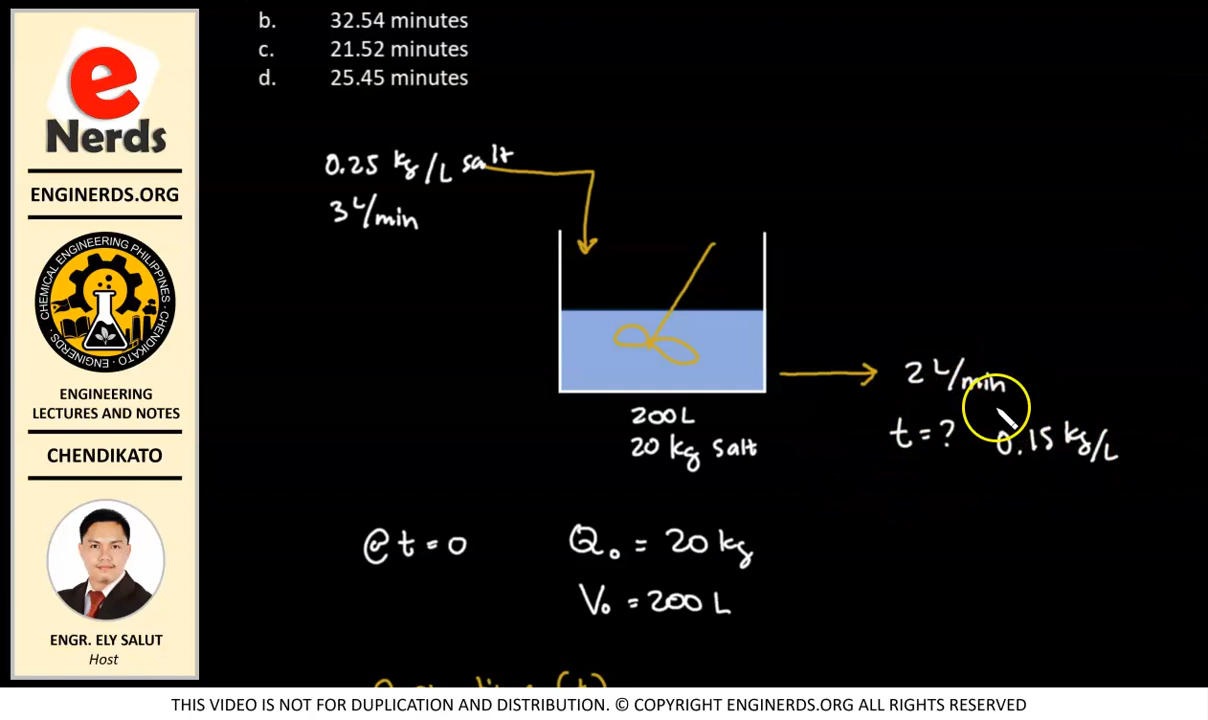 b. 32.54 minutes
c. 21.52 minutes
d. 25.45 minutes
e
Nerds
ENGINERDS.ORG
CHEMICAL ENGINEERING PHILIPPINES
CHENDIKATO · ENGINERDS
ENGINEERING
LECTURES AND NOTES
CHENDIKATO
ENGR. ELY SALUT
Host
0.25 kg/L salt
3 L/min
2 L/min
t = ? 0.15 kg/L
200L
20 kg salt
@ t = 0 Q₀ = 20 kg
V₀ = 200 L
THIS VIDEO IS NOT FOR DUPLICATION AND DISTRIBUTION. © COPYRIGHT ENGINERDS.ORG ALL RIGHTS RESERVED